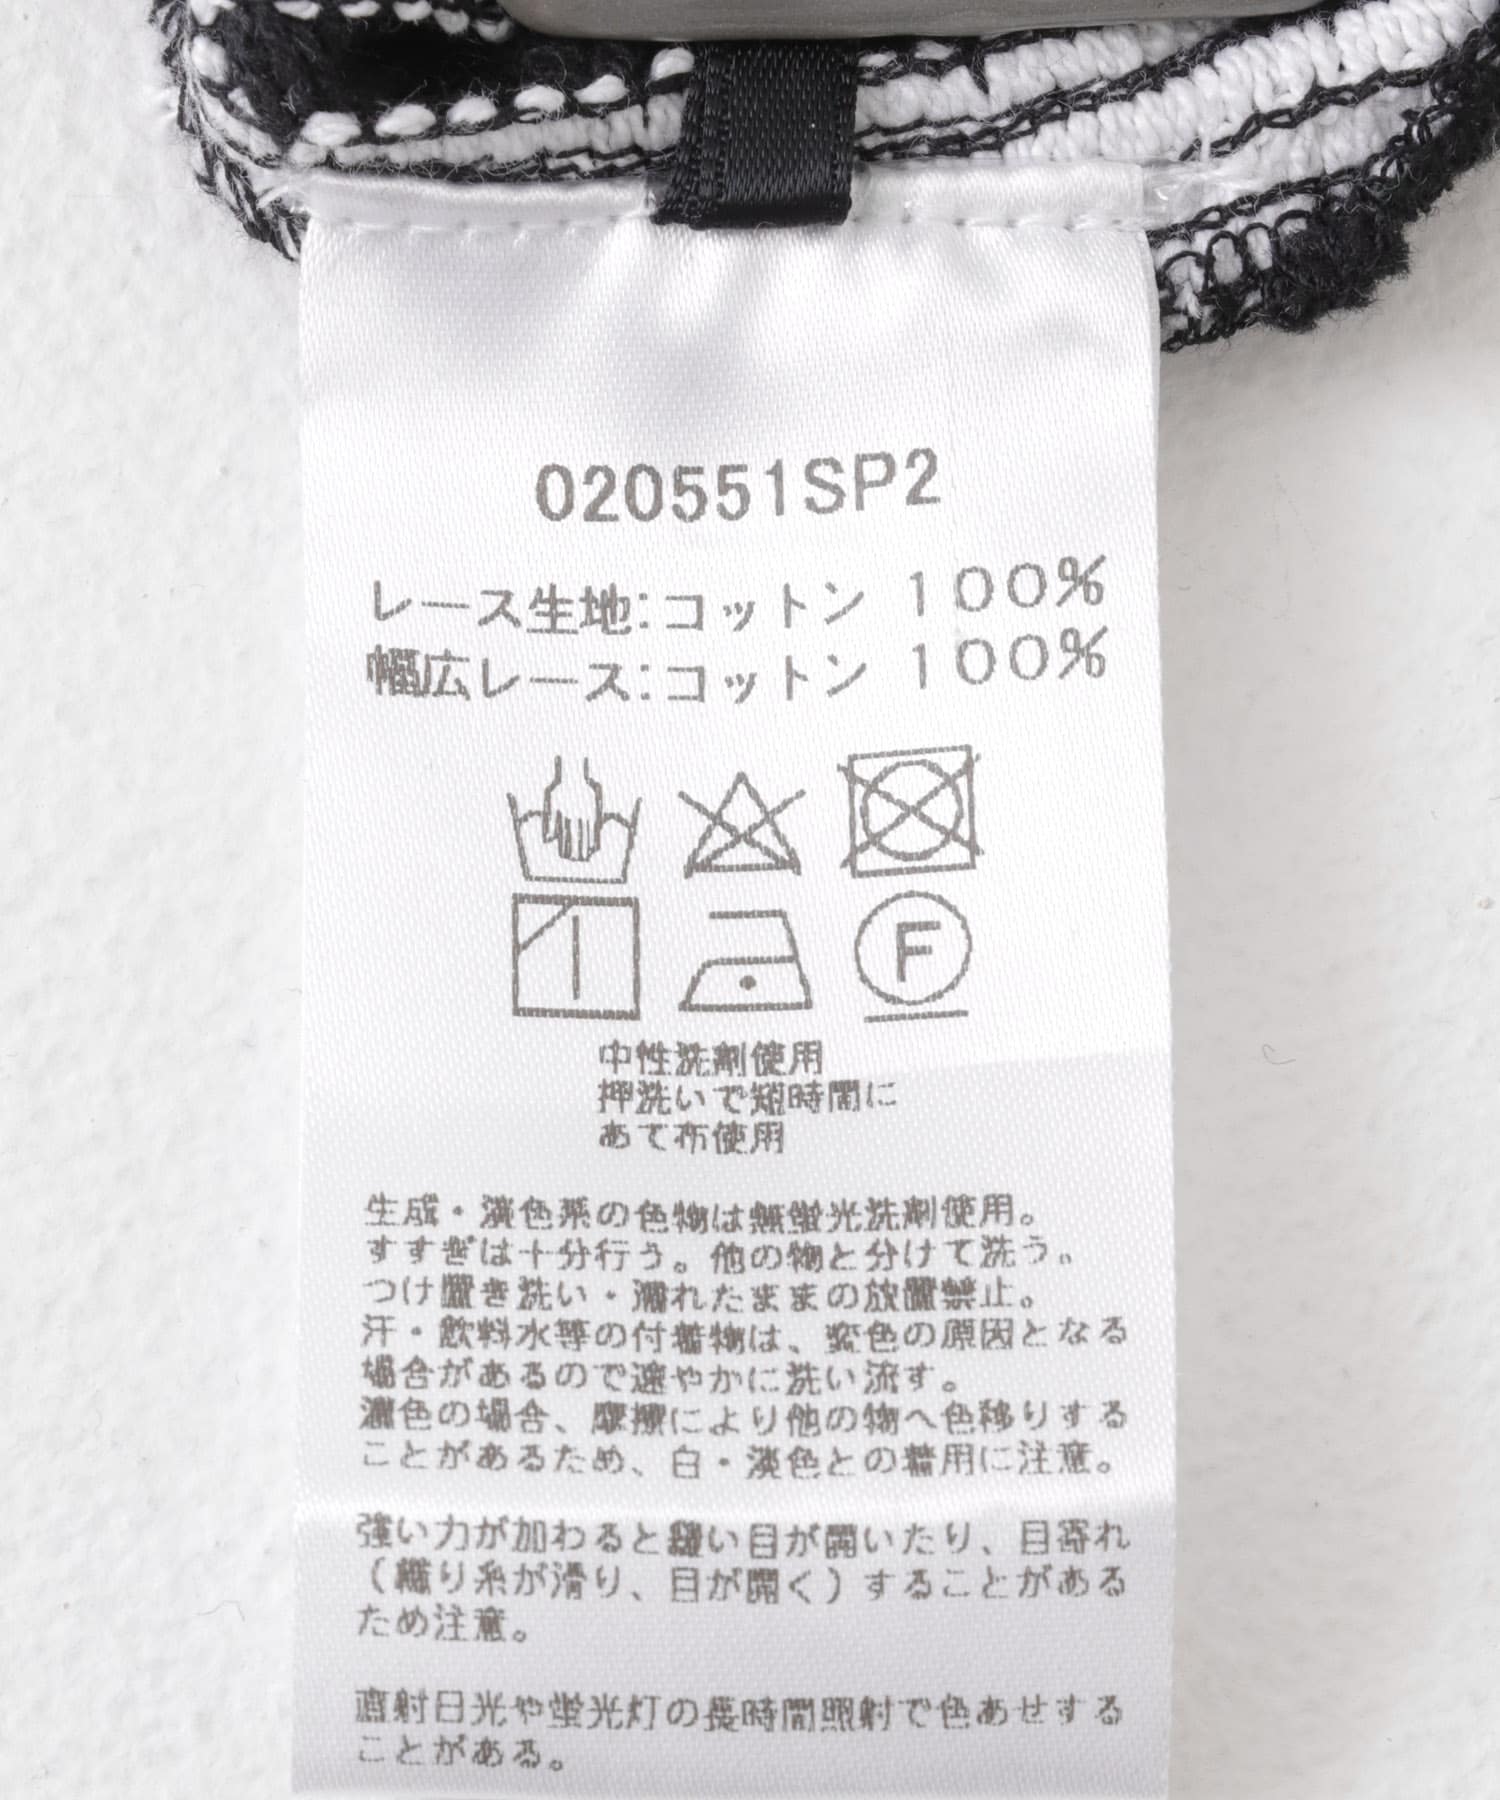 020551SP2
レース生地:コットン 100%
幅広レース:コットン 100%
F
中性洗剤使用
押洗いで短時間に
あて布使用
生成・淡色系の色物は無蛍光洗剤使用。
すすぎは十分行う。他の物と分けて洗う。
つけ置き洗い・濡れたままの放置禁止。
汗・飲料水等の付着物は、変色の原因となる
場合があるので速やかに洗い流す。
濃色の場合、摩擦により他の物へ色移りする
ことがあるため、白・淡色との着用に注意。
強い力が加わると縫い目が開いたり、目寄れ
(織り糸が滑り、目が開く)することがある
ため注意。
直射日光や蛍光灯の長時間照射で色あせする
ことがある。